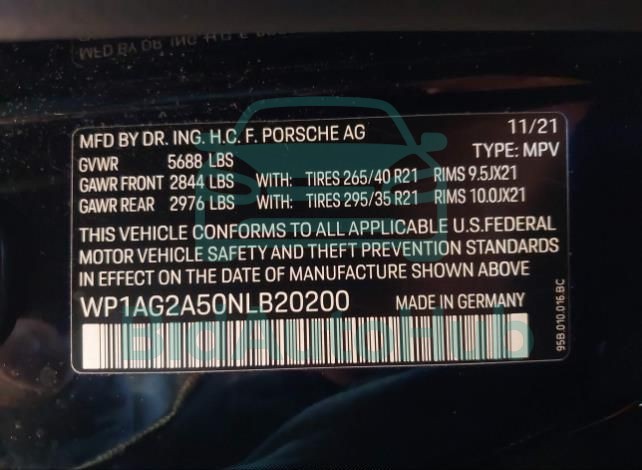 MFD BY DR. ING. H.C. F. PORSCHE AG 11/21
GVWR 5688 LBS TYPE: MPV
GAWR FRONT 2844 LBS WITH: TIRES 265/40 R21 RIMS 9.5JX21
GAWR REAR 2976 LBS WITH: TIRES 295/35 R21 RIMS 10.0JX21
THIS VEHICLE CONFORMS TO ALL APPLICABLE U.S.FEDERAL
MOTOR VEHICLE SAFETY AND THEFT PREVENTION STANDARDS
IN EFFECT ON THE DATE OF MANUFACTURE SHOWN ABOVE
WP1AG2A50NLB20200 MADE IN GERMANY
95B.010.016.BC
BidAutoHub